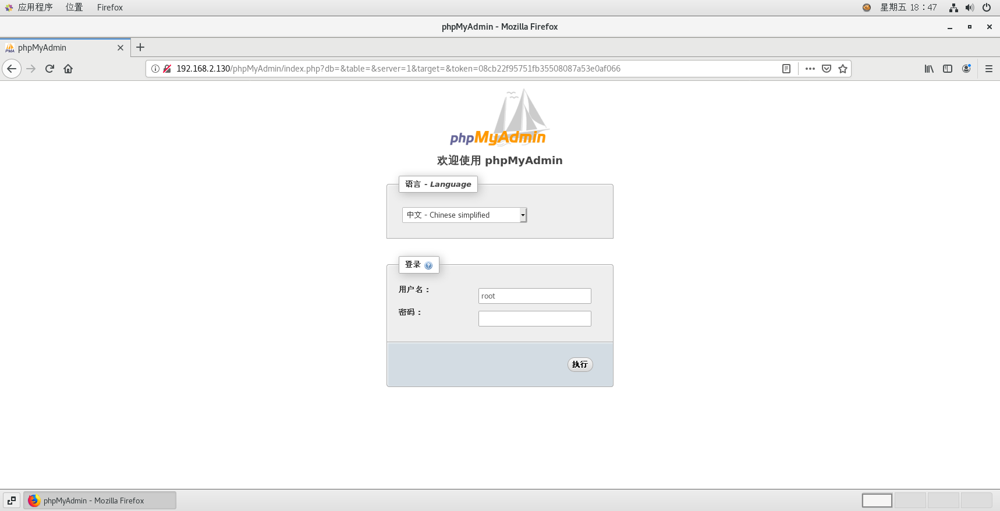 应用程序 位置 Firefox 星期五 18：47
phpMyAdmin - Mozilla Firefox
PMA phpMyAdmin
192.168.2.130/phpMyAdmin/index.php?db=&table=&server=1&target=&token=08cb22f95751fb35508087a53e0af066
phpMyAdmin
欢迎使用 phpMyAdmin
语言 - Language
中文 - Chinese simplified
登录
用户名：
root
密码：
执行
phpMyAdmin - Mozilla Firefox